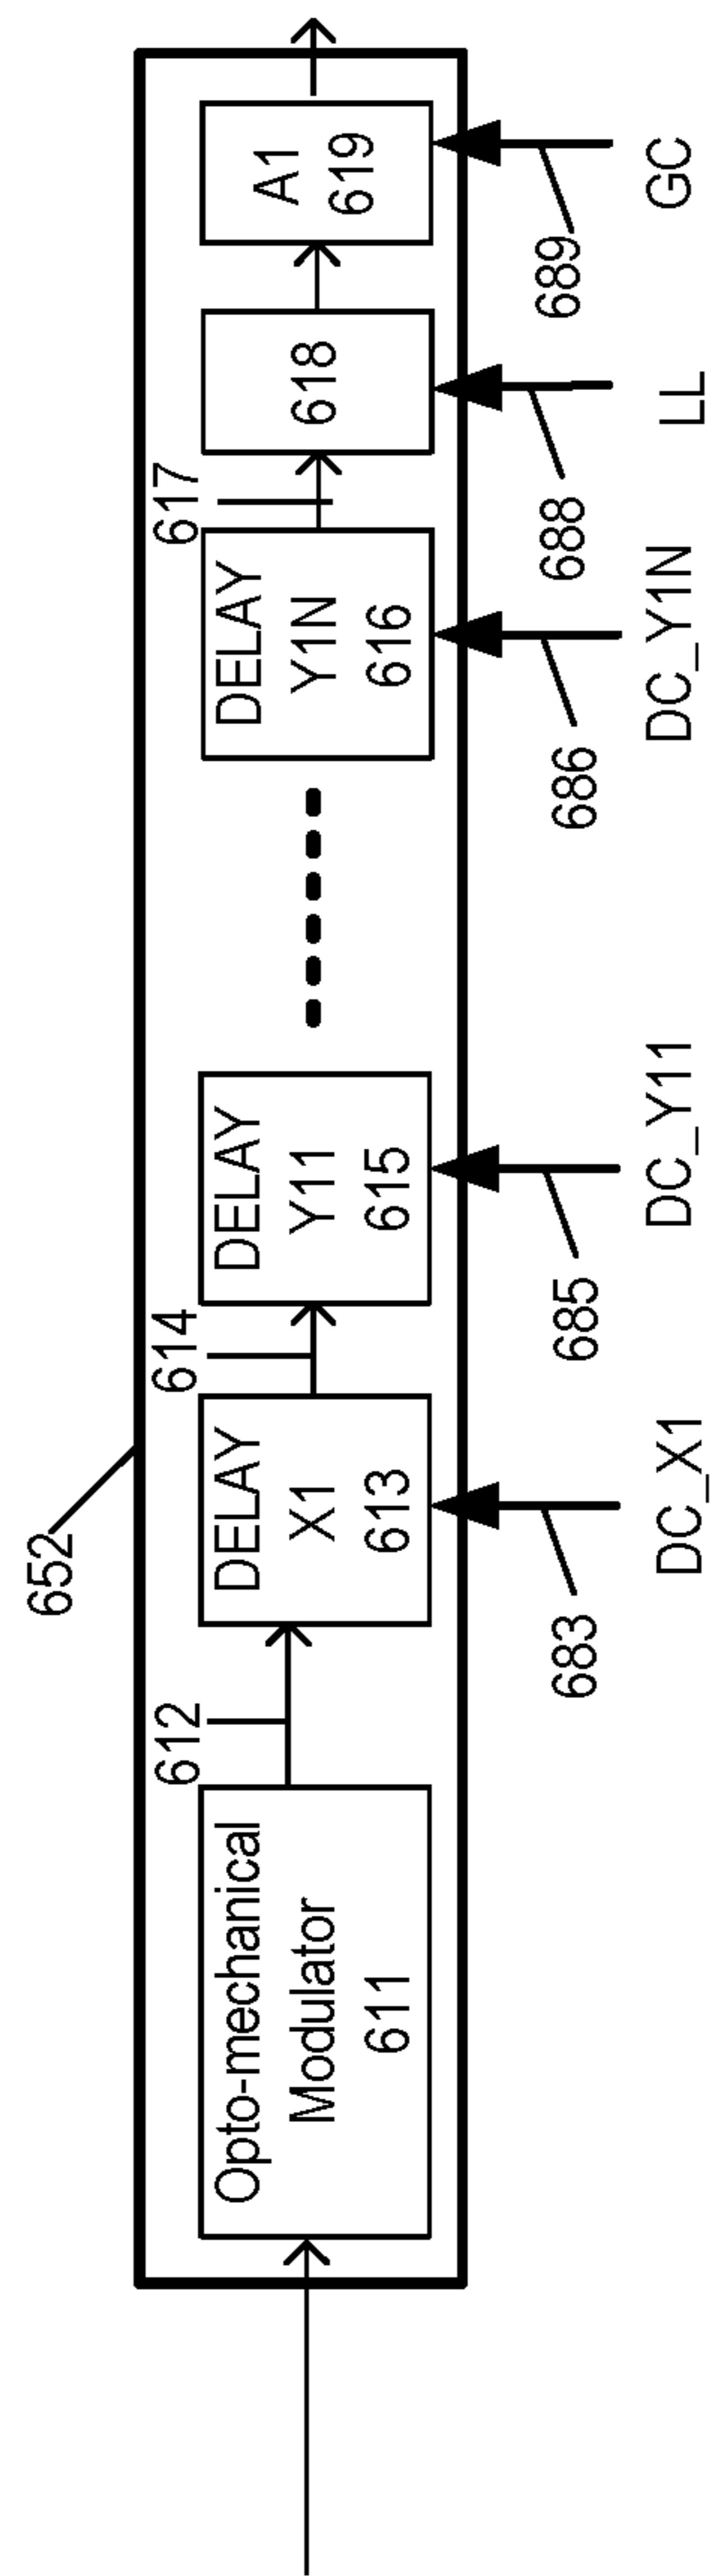 652
612
614
617
Opto-mechanical
Modulator
611
DELAY
X1
613
DELAY
Y11
615
DELAY
Y1N
616
618
A1
619
683
685
686
688
689
DC_X1
DC_Y11
DC_Y1N
LL
GC